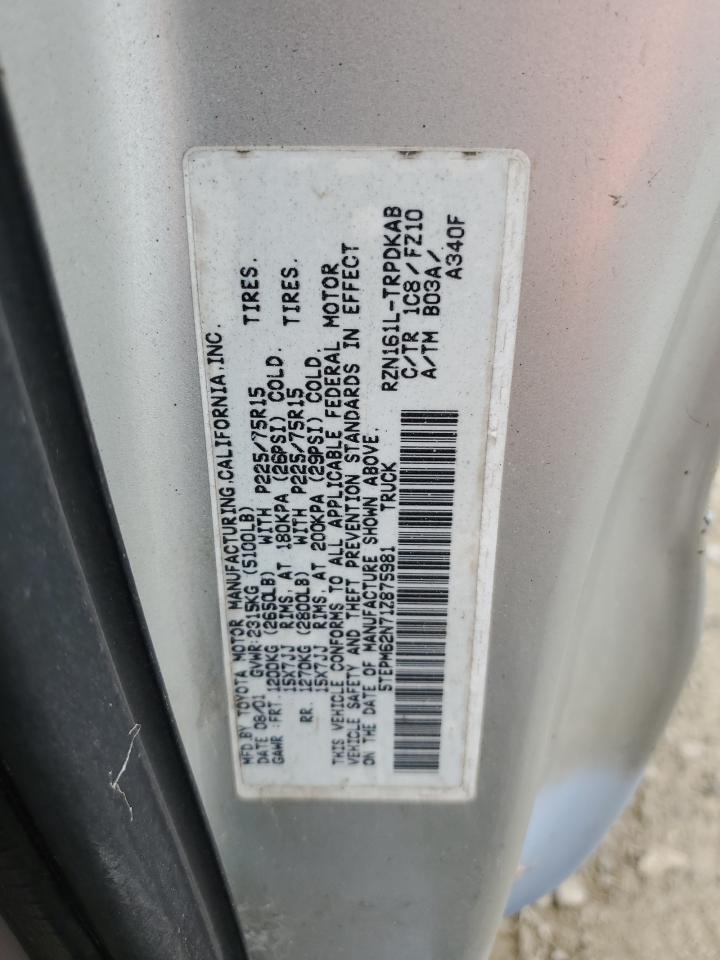 MFD.BY TOYOTA MOTOR MANUFACTURING,CALIFORNIA,INC.
DATE 08/01 GVWR:2315KG (5100LB)
GAWR :FRT.1200KG (2650LB) WITH P225/75R15 TIRES.
15X7JJ RIMS, AT 180KPA (26PSI) COLD.
RR. 1270KG (2800LB) WITH P225/75R15 TIRES.
15X7JJ RIMS, AT 200KPA (29PSI) COLD.
THIS VEHICLE CONFORMS TO ALL APPLICABLE FEDERAL MOTOR
VEHICLE SAFETY AND THEFT PREVENTION STANDARDS IN EFFECT
ON THE DATE OF MANUFACTURE SHOWN ABOVE.
5TEPM62N71Z875981 TRUCK
RZN161L-TRPDKAB
C/TR 1C8/FZ10
A/TM B03A/
A340F